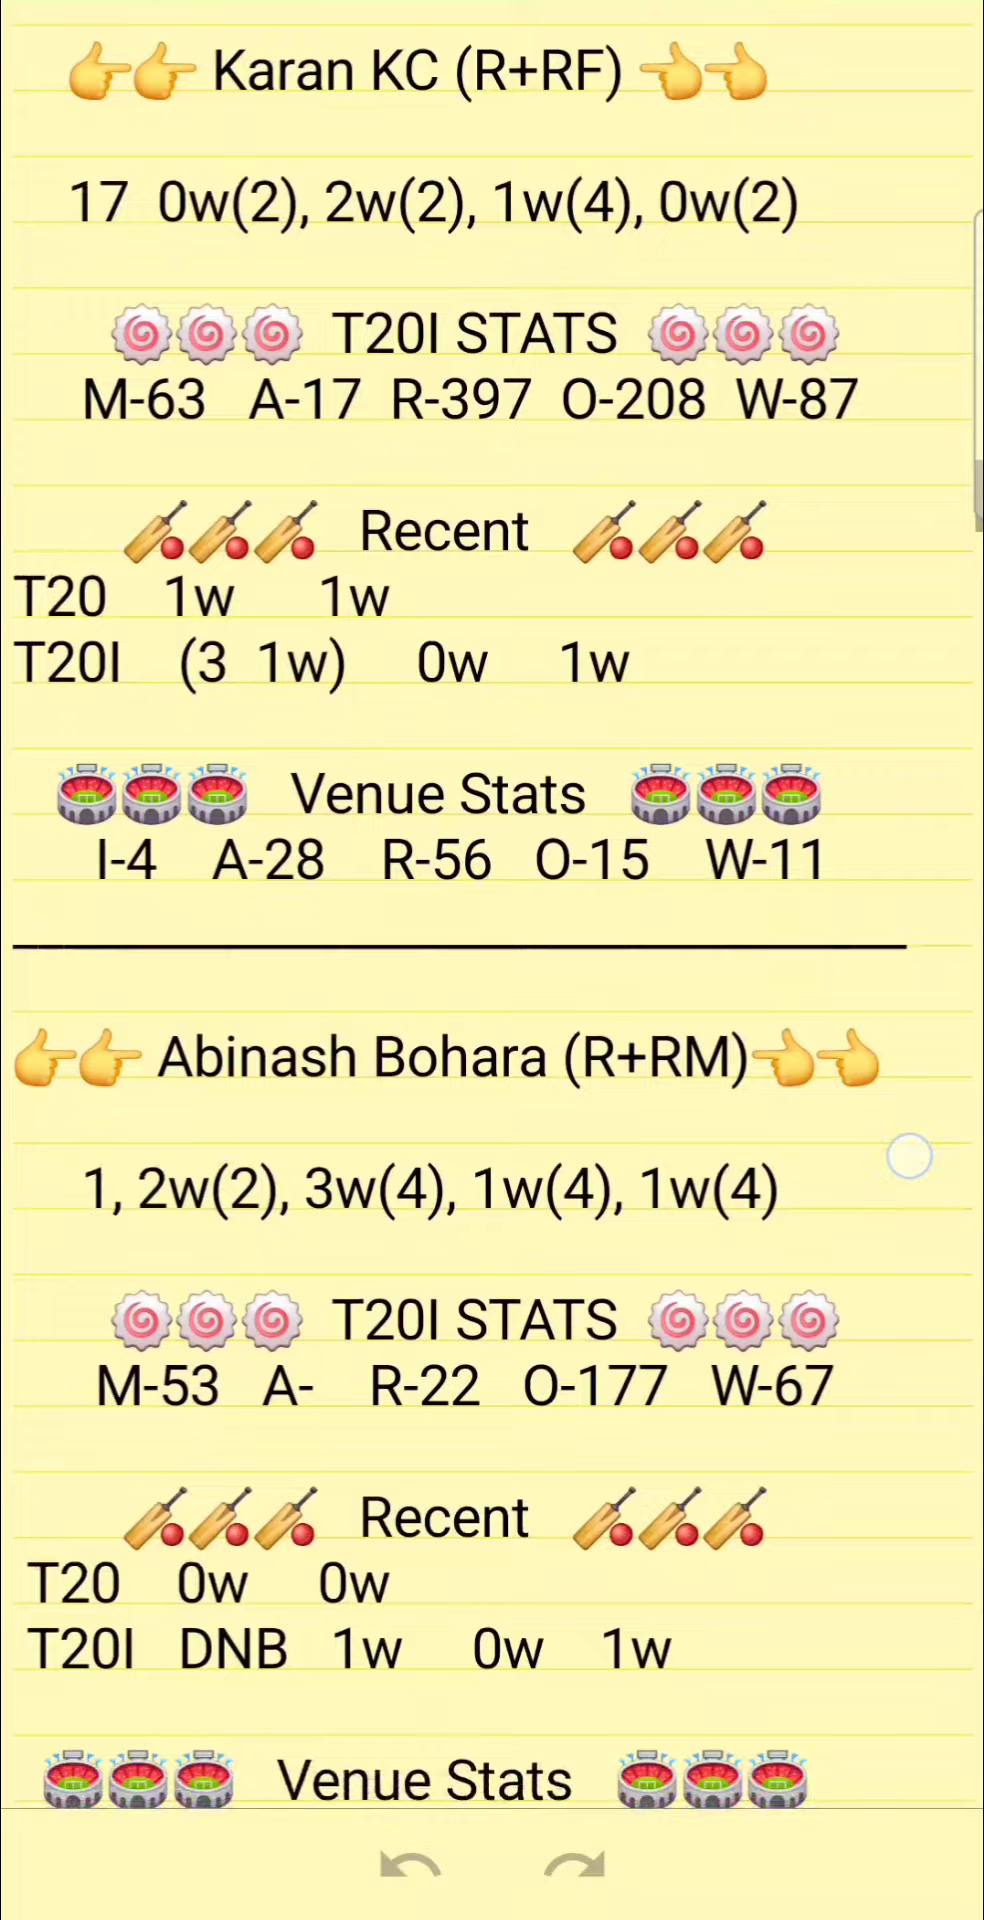 👉👉 Karan KC (R+RF) 👈👈
17 0w(2), 2w(2), 1w(4), 0w(2)
🍥🍥🍥 T20I STATS 🍥🍥🍥
M-63 A-17 R-397 O-208 W-87
🏏🏏🏏 Recent 🏏🏏🏏
T20 1w 1w
T20I (3 1w) 0w 1w
🏟🏟🏟 Venue Stats 🏟🏟🏟
I-4 A-28 R-56 O-15 W-11
👉👉 Abinash Bohara (R+RM)👈👈
1, 2w(2), 3w(4), 1w(4), 1w(4)
🍥🍥🍥 T20I STATS 🍥🍥🍥
M-53 A- R-22 O-177 W-67
🏏🏏🏏 Recent 🏏🏏🏏
T20 0w 0w
T20I DNB 1w 0w 1w
🏟🏟🏟 Venue Stats 🏟🏟🏟